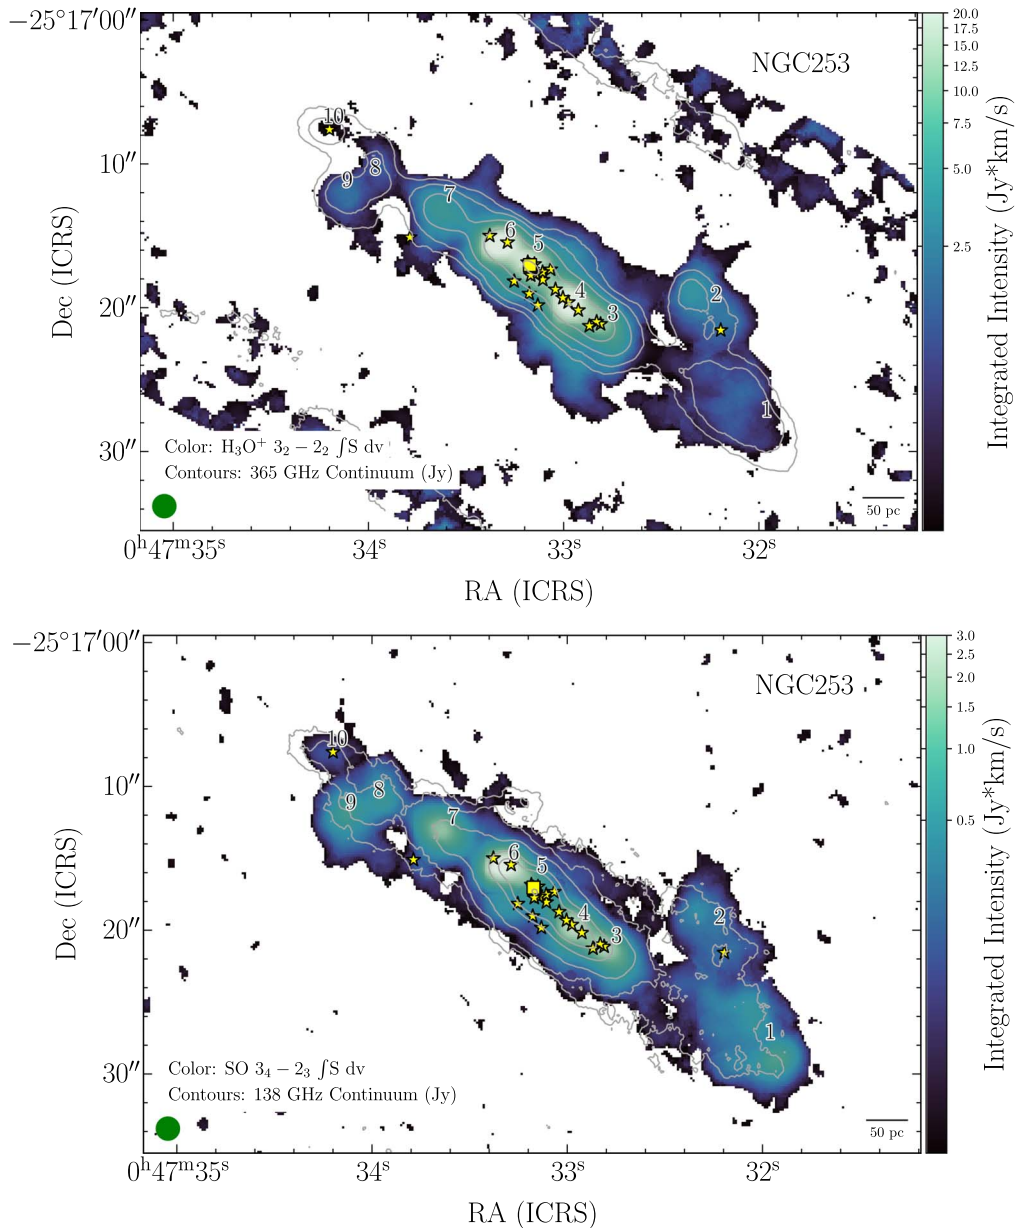 −25°17′00″
10″
20″
30″
Dec (ICRS)
NGC253
10
9
8
7
6
5
4
3
2
1
Color: H₃O⁺ 3₂ − 2₂ ∫S dv
Contours: 365 GHz Continuum (Jy)
50 pc
0ʰ47ᵐ35ˢ
34ˢ
33ˢ
32ˢ
RA (ICRS)
20.0
17.5
15.0
12.5
10.0
7.5
5.0
2.5
Integrated Intensity (Jy*km/s)
−25°17′00″
10″
20″
30″
Dec (ICRS)
NGC253
10
9
8
7
6
5
4
3
2
1
Color: SO 3₄ − 2₃ ∫S dv
Contours: 138 GHz Continuum (Jy)
50 pc
0ʰ47ᵐ35ˢ
34ˢ
33ˢ
32ˢ
RA (ICRS)
3.0
2.5
2.0
1.5
1.0
0.5
Integrated Intensity (Jy*km/s)